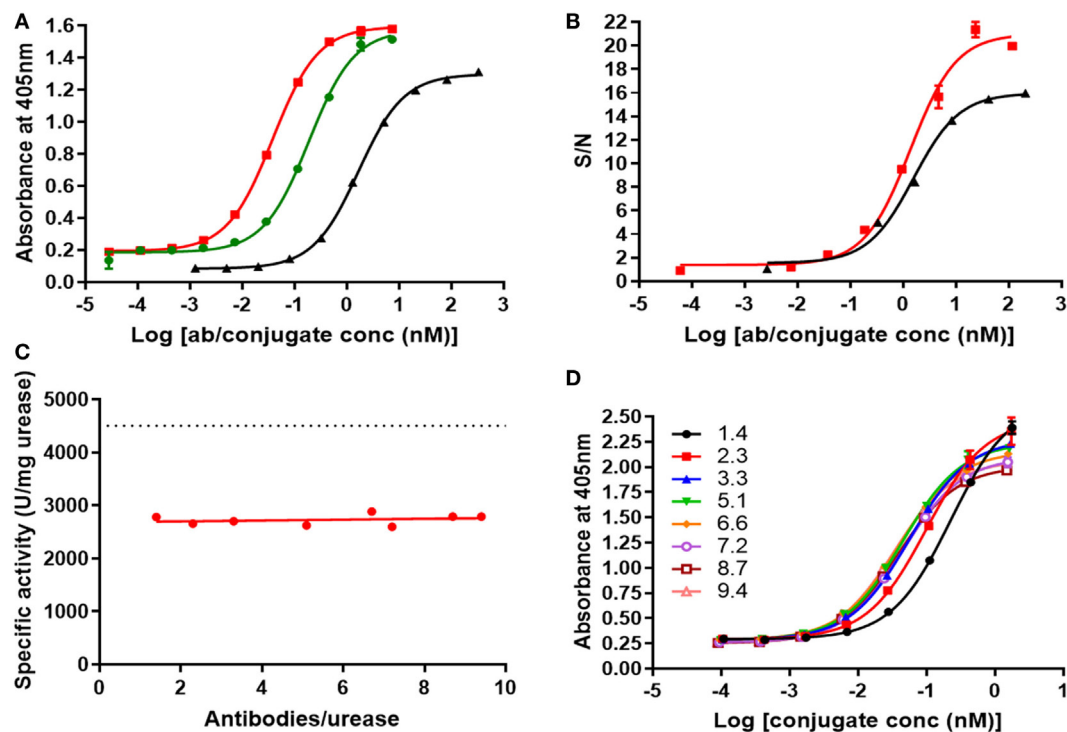 A
Absorbance at 405nm
1.6
1.4
1.2
1.0
0.8
0.6
0.4
0.2
0.0
-5 -4 -3 -2 -1 0 1 2 3
Log [ab/conjugate conc (nM)]
B
S/N
22
20
18
16
14
12
10
8
6
4
2
0
-5 -4 -3 -2 -1 0 1 2 3
Log [ab/conjugate conc (nM)]
C
Specific activity (U/mg urease)
5000
4000
3000
2000
1000
0
0 2 4 6 8 10
Antibodies/urease
D
Absorbance at 405nm
2.50
2.25
2.00
1.75
1.50
1.25
1.00
0.75
0.50
0.25
0.00
1.4
2.3
3.3
5.1
6.6
7.2
8.7
9.4
-5 -4 -3 -2 -1 0 1
Log [conjugate conc (nM)]